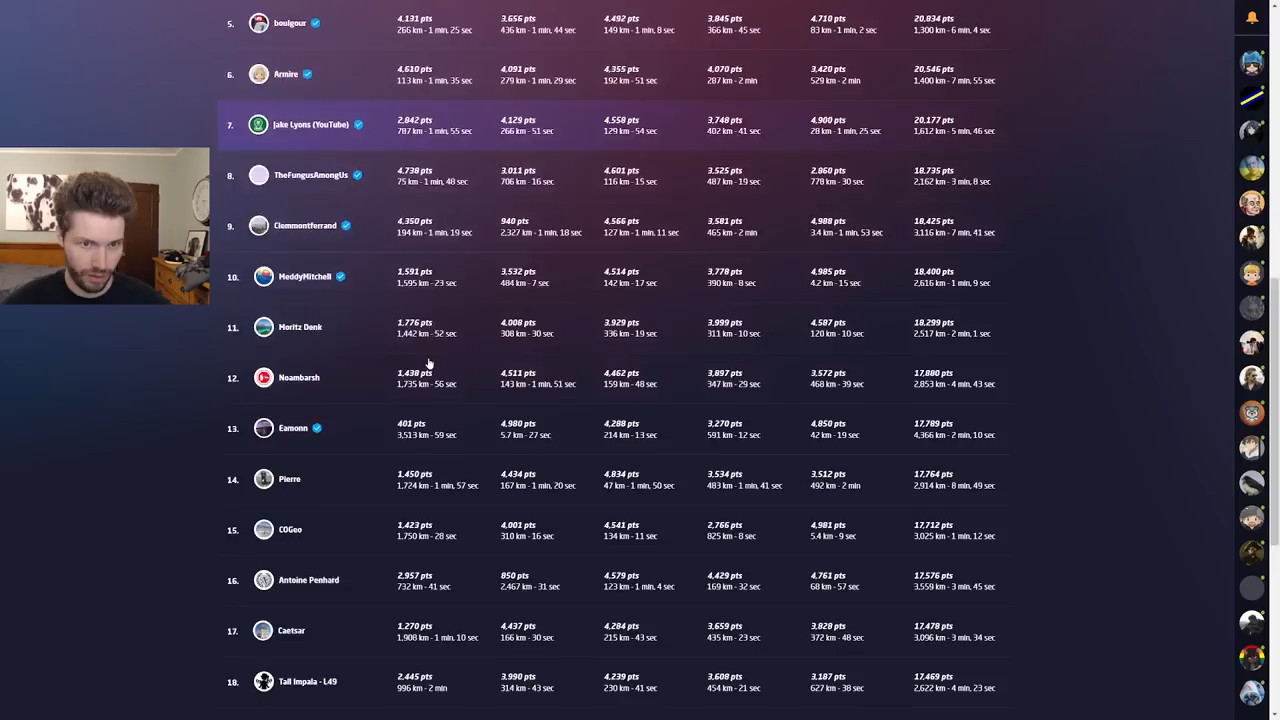 5. boulgour 4,131 pts 3,656 pts 4,492 pts 3,845 pts 4,710 pts 20,834 pts
266 km - 1 min, 25 sec 436 km - 1 min, 44 sec 149 km - 1 min, 8 sec 366 km - 45 sec 83 km - 1 min, 2 sec 1,300 km - 6 min, 4 sec
6. Armire 4,610 pts 4,091 pts 4,355 pts 4,070 pts 3,420 pts 20,546 pts
113 km - 1 min, 35 sec 279 km - 1 min, 29 sec 192 km - 51 sec 287 km - 2 min 529 km - 2 min 1,400 km - 7 min, 55 sec
7. Jake Lyons (YouTube) 2,842 pts 4,129 pts 4,558 pts 3,748 pts 4,900 pts 20,177 pts
787 km - 1 min, 55 sec 266 km - 51 sec 129 km - 54 sec 402 km - 41 sec 28 km - 1 min, 25 sec 1,612 km - 5 min, 46 sec
8. TheFungusAmongUs 4,738 pts 3,011 pts 4,601 pts 3,525 pts 2,860 pts 18,735 pts
75 km - 1 min, 48 sec 706 km - 16 sec 116 km - 15 sec 487 km - 19 sec 778 km - 30 sec 2,162 km - 3 min, 8 sec
9. Clemmontferrand 4,350 pts 940 pts 4,566 pts 3,581 pts 4,988 pts 18,425 pts
194 km - 1 min, 19 sec 2,327 km - 1 min, 18 sec 127 km - 1 min, 11 sec 465 km - 2 min 3.4 km - 1 min, 53 sec 3,116 km - 7 min, 41 sec
10. MeddyMitchell 1,591 pts 3,532 pts 4,514 pts 3,778 pts 4,985 pts 18,400 pts
1,595 km - 23 sec 484 km - 7 sec 142 km - 17 sec 390 km - 8 sec 4.2 km - 15 sec 2,616 km - 1 min, 9 sec
11. Moritz Denk 1,776 pts 4,008 pts 3,929 pts 3,999 pts 4,587 pts 18,299 pts
1,442 km - 52 sec 308 km - 30 sec 336 km - 19 sec 311 km - 10 sec 120 km - 10 sec 2,517 km - 2 min, 1 sec
12. Noambarsh 1,438 pts 4,511 pts 4,462 pts 3,897 pts 3,572 pts 17,880 pts
1,735 km - 56 sec 143 km - 1 min, 51 sec 159 km - 48 sec 347 km - 29 sec 468 km - 39 sec 2,853 km - 4 min, 43 sec
13. Eamonn 401 pts 4,980 pts 4,288 pts 3,270 pts 4,850 pts 17,789 pts
3,513 km - 59 sec 5.7 km - 27 sec 214 km - 13 sec 591 km - 12 sec 42 km - 19 sec 4,366 km - 2 min, 10 sec
14. Pierre 1,450 pts 4,434 pts 4,834 pts 3,534 pts 3,512 pts 17,764 pts
1,724 km - 1 min, 57 sec 167 km - 1 min, 20 sec 47 km - 1 min, 50 sec 483 km - 1 min, 41 sec 492 km - 2 min 2,914 km - 8 min, 49 sec
15. COGeo 1,423 pts 4,001 pts 4,541 pts 2,766 pts 4,981 pts 17,712 pts
1,750 km - 28 sec 310 km - 16 sec 134 km - 11 sec 825 km - 8 sec 5.4 km - 9 sec 3,025 km - 1 min, 12 sec
16. Antoine Penhard 2,957 pts 850 pts 4,579 pts 4,429 pts 4,761 pts 17,576 pts
732 km - 41 sec 2,467 km - 31 sec 123 km - 1 min, 4 sec 169 km - 32 sec 68 km - 57 sec 3,559 km - 3 min, 45 sec
17. Caetsar 1,270 pts 4,437 pts 4,284 pts 3,659 pts 3,828 pts 17,478 pts
1,908 km - 1 min, 10 sec 166 km - 30 sec 215 km - 43 sec 435 km - 23 sec 372 km - 48 sec 3,096 km - 3 min, 34 sec
18. Tall Impala - L49 2,445 pts 3,990 pts 4,239 pts 3,608 pts 3,187 pts 17,469 pts
996 km - 2 min 314 km - 43 sec 230 km - 41 sec 454 km - 21 sec 627 km - 38 sec 2,622 km - 4 min, 23 sec